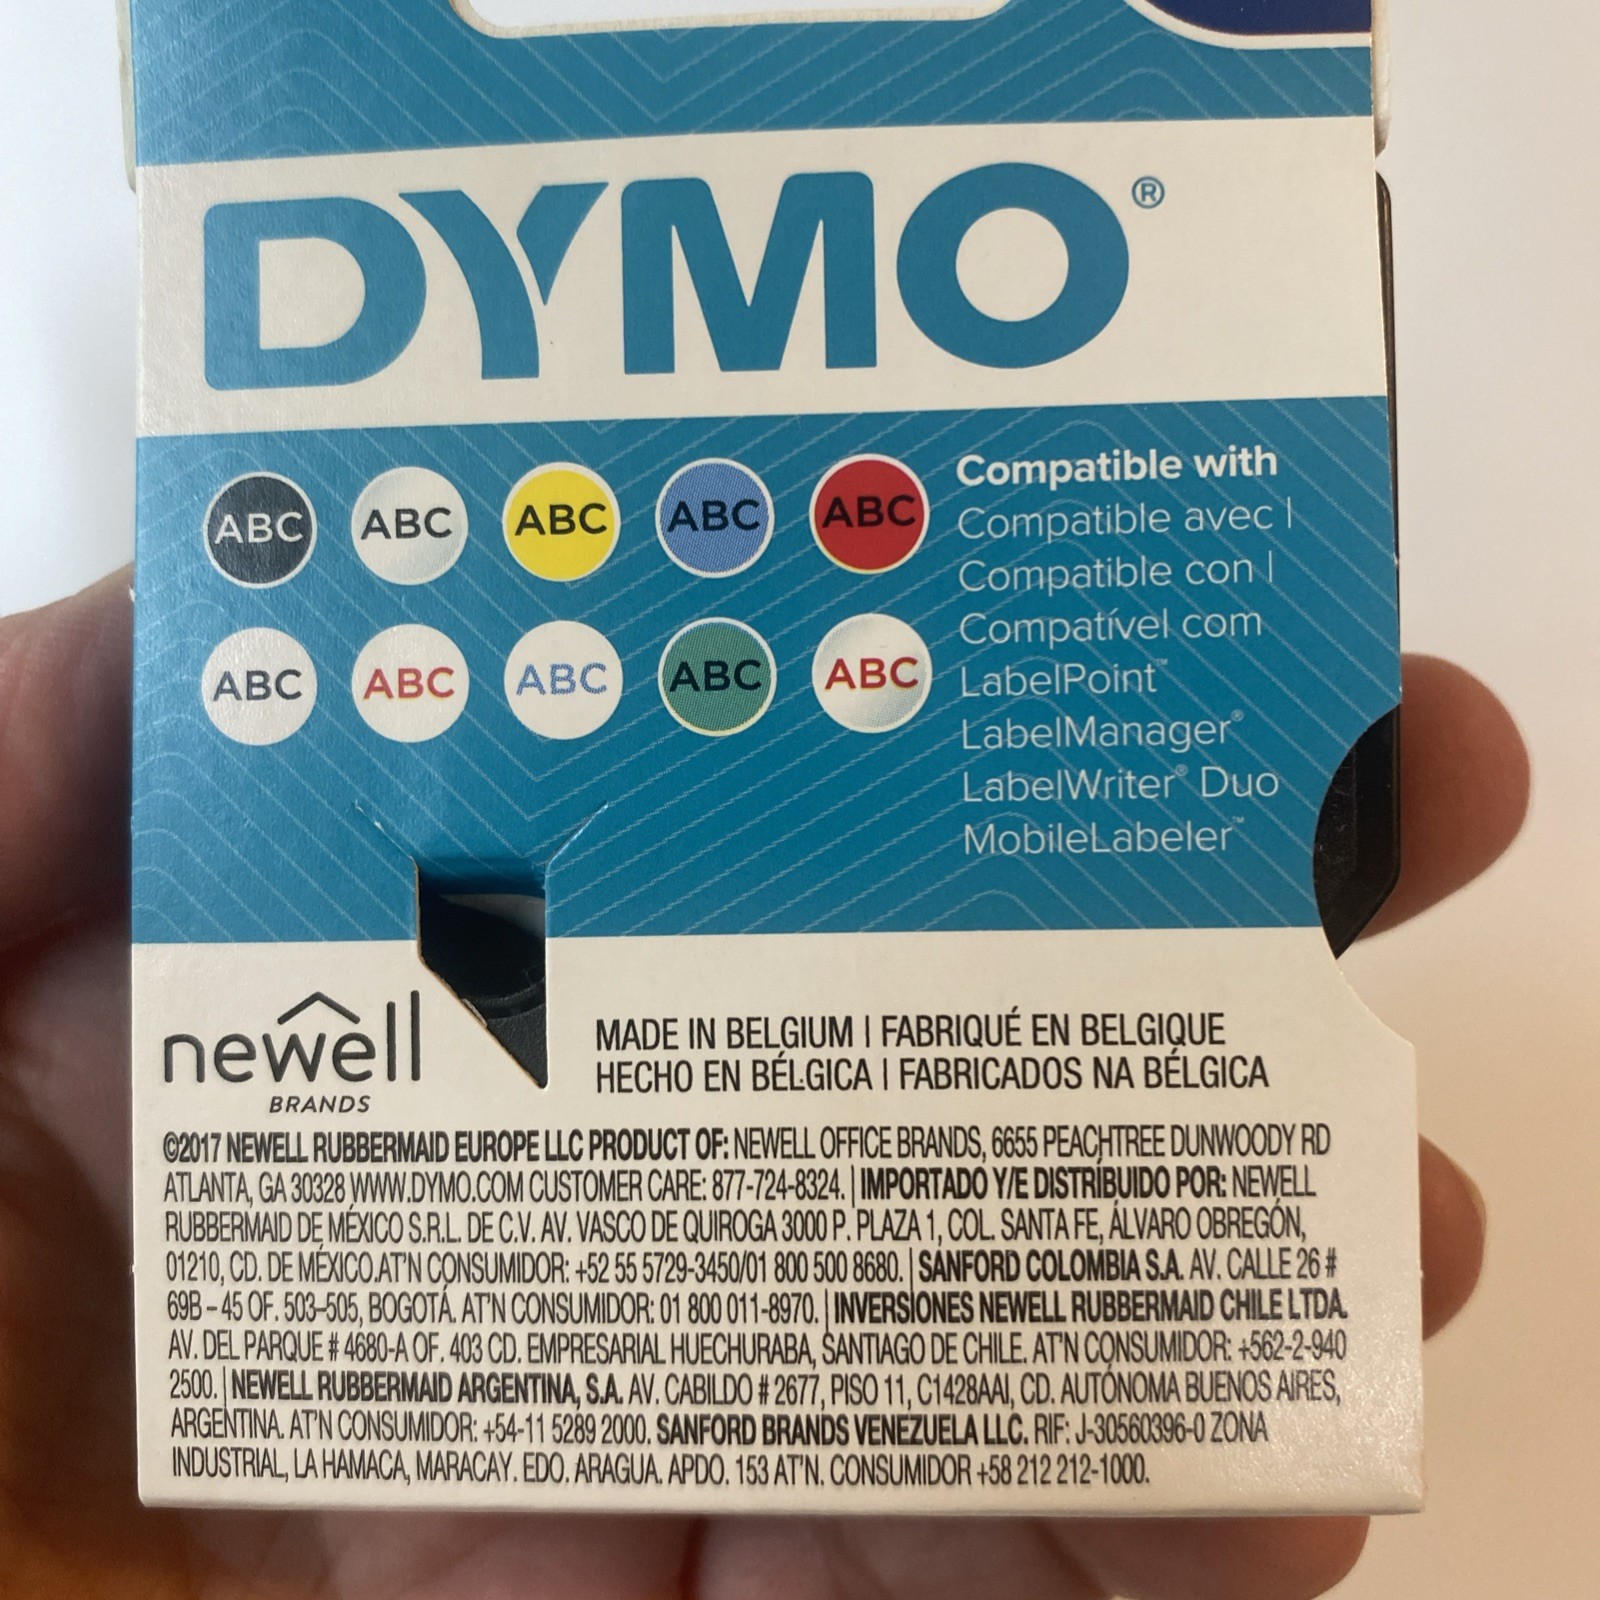 DYMO®
ABC ABC ABC ABC ABC
ABC ABC ABC ABC ABC
Compatible with
Compatible avec |
Compatible con |
Compatível com
LabelPoint™
LabelManager®
LabelWriter® Duo
MobileLabeler™
newell
BRANDS
MADE IN BELGIUM | FABRIQUÉ EN BELGIQUE
HECHO EN BÉLGICA | FABRICADOS NA BÉLGICA
©2017 NEWELL RUBBERMAID EUROPE LLC PRODUCT OF: NEWELL OFFICE BRANDS, 6655 PEACHTREE DUNWOODY RD
ATLANTA, GA 30328 WWW.DYMO.COM CUSTOMER CARE: 877-724-8324. | IMPORTADO Y/E DISTRIBUIDO POR: NEWELL
RUBBERMAID DE MÉXICO S.R.L. DE C.V. AV. VASCO DE QUIROGA 3000 P. PLAZA 1, COL. SANTA FE, ÁLVARO OBREGÓN,
01210, CD. DE MÉXICO.AT'N CONSUMIDOR: +52 55 5729-3450/01 800 500 8680. | SANFORD COLOMBIA S.A. AV. CALLE 26 #
69B – 45 OF. 503–505, BOGOTÁ. AT'N CONSUMIDOR: 01 800 011-8970. | INVERSIONES NEWELL RUBBERMAID CHILE LTDA.
AV. DEL PARQUE # 4680-A OF. 403 CD. EMPRESARIAL HUECHURABA, SANTIAGO DE CHILE. AT'N CONSUMIDOR: +562-2-940
2500. | NEWELL RUBBERMAID ARGENTINA, S.A. AV. CABILDO # 2677, PISO 11, C1428AAI, CD. AUTÓNOMA BUENOS AIRES,
ARGENTINA. AT'N CONSUMIDOR: +54-11 5289 2000. SANFORD BRANDS VENEZUELA LLC. RIF: J-30560396-0 ZONA
INDUSTRIAL, LA HAMACA, MARACAY. EDO. ARAGUA. APDO. 153 AT'N. CONSUMIDOR +58 212 212-1000.